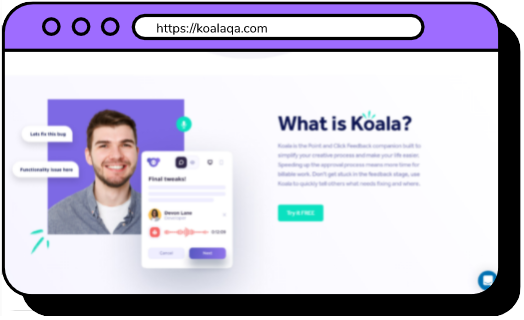 https://koalaqa.com
Lets fix this bug
Functionality issue here
What is Koala?
Koala is the Point and Click Feedback companion built to
simplify your creative process and make your life easier.
Speeding up the approval process means more time for
billable work. Don't get stuck in the feedback stage, use
Koala to quickly tell others what needs fixing and where.
Try it FREE
Final tweaks!
Devon Lane
Cancel
Next